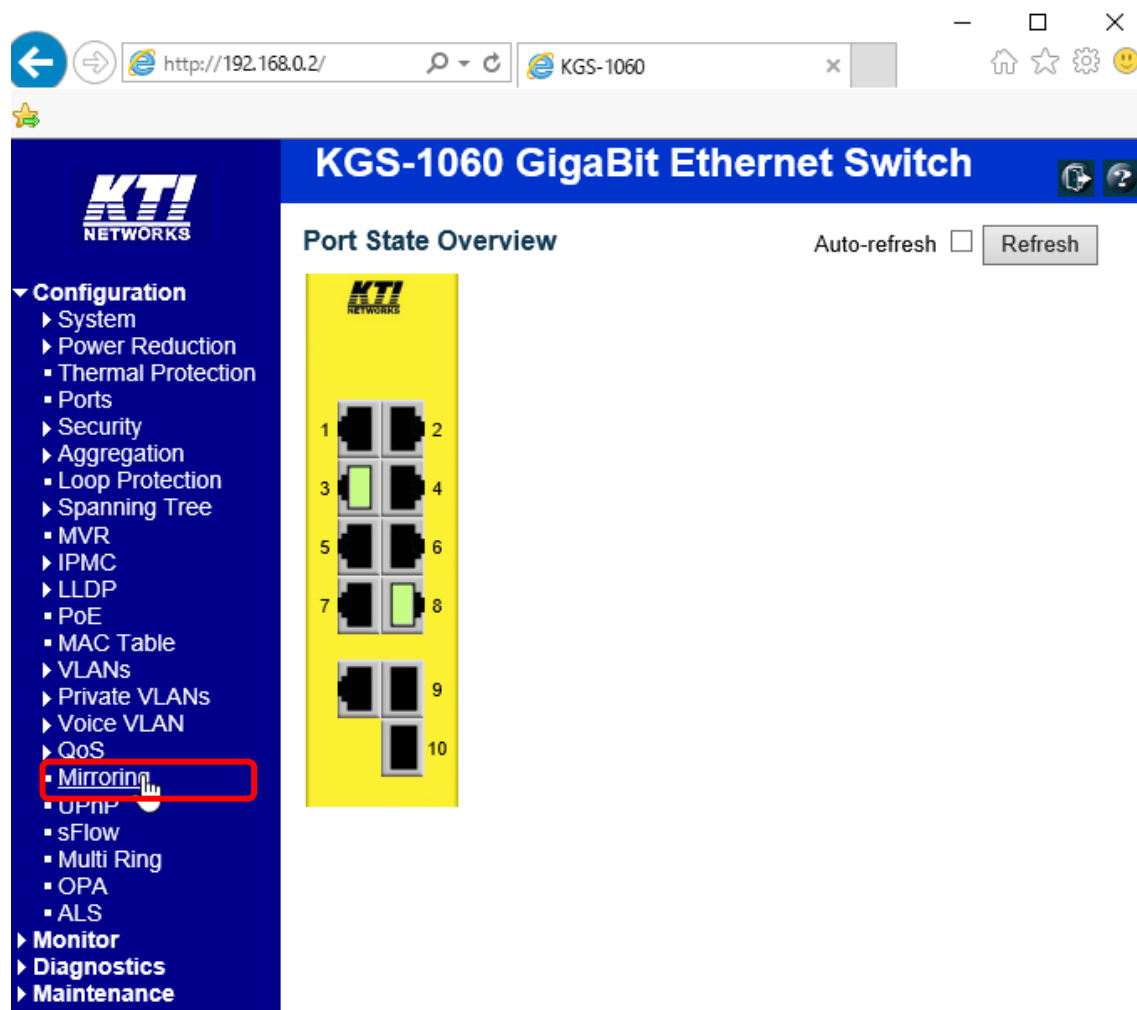 http://192.168.0.2/
KGS-1060
KGS-1060 GigaBit Ethernet Switch
KTI
NETWORKS
Port State Overview
Auto-refresh
Refresh
Configuration
System
Power Reduction
Thermal Protection
Ports
Security
Aggregation
Loop Protection
Spanning Tree
MVR
IPMC
LLDP
PoE
MAC Table
VLANs
Private VLANs
Voice VLAN
QoS
Mirroring
UPnP
sFlow
Multi Ring
OPA
ALS
Monitor
Diagnostics
Maintenance
KTI
NETWORKS
1 2
3 4
5 6
7 8
9
10